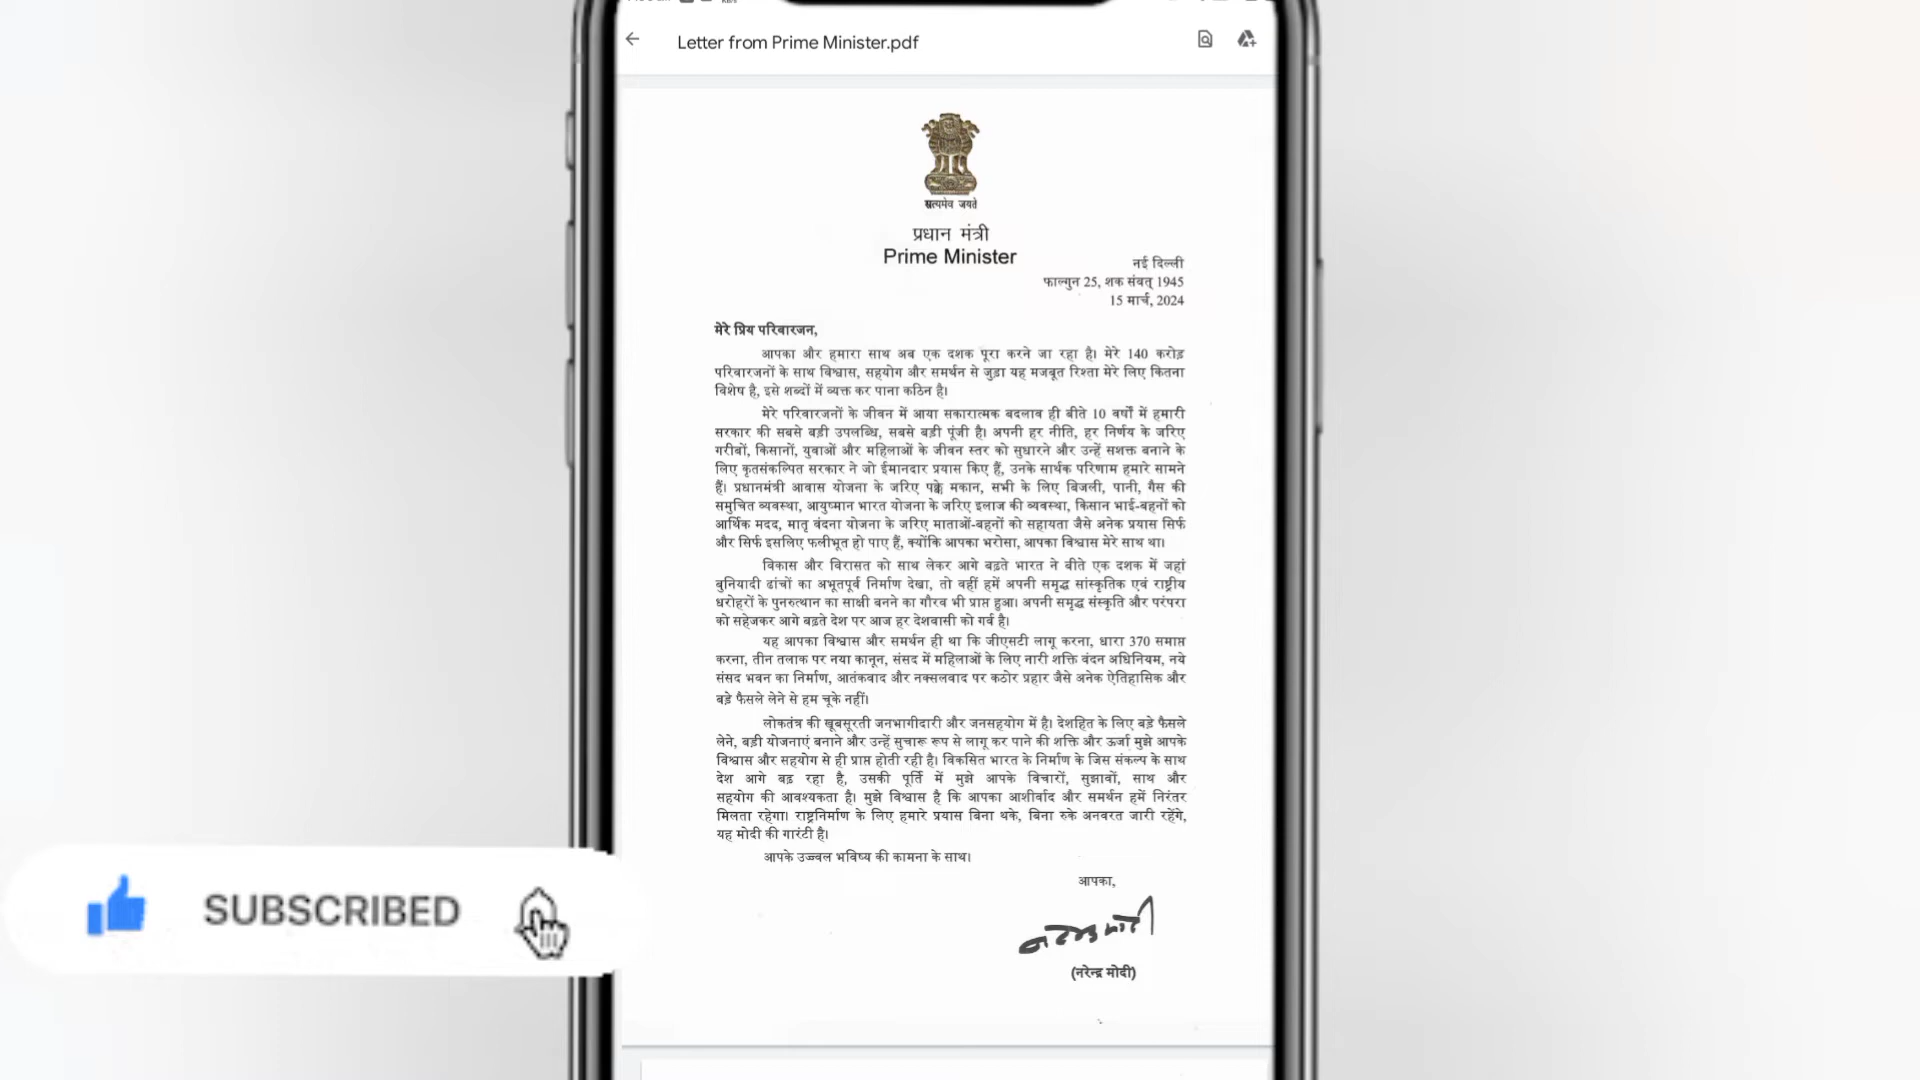 Letter from Prime Minister.pdf
सत्यमेव जयते
प्रधान मंत्री
Prime Minister
नई दिल्ली
फाल्गुन 25, शक संवत् 1945
15 मार्च, 2024
मेरे प्रिय परिवारजन,
आपका और हमारा साथ अब एक दशक पूरा करने जा रहा है। मेरे 140 करोड़
परिवारजनों के साथ विश्वास, सहयोग और समर्थन से जुड़ा यह मजबूत रिश्ता मेरे लिए कितना
विशेष है, इसे शब्दों में व्यक्त कर पाना कठिन है।
मेरे परिवारजनों के जीवन में आया सकारात्मक बदलाव ही बीते 10 वर्षों में हमारी
सरकार की सबसे बड़ी उपलब्धि, सबसे बड़ी पूंजी है। अपनी हर नीति, हर निर्णय के जरिए
गरीबों, किसानों, युवाओं और महिलाओं के जीवन स्तर को सुधारने और उन्हें सशक्त बनाने के
लिए कृतसंकल्पित सरकार ने जो ईमानदार प्रयास किए हैं, उनके सार्थक परिणाम हमारे सामने
हैं। प्रधानमंत्री आवास योजना के जरिए पक्के मकान, सभी के लिए बिजली, पानी, गैस की
समुचित व्यवस्था, आयुष्मान भारत योजना के जरिए इलाज की व्यवस्था, किसान भाई-बहनों को
आर्थिक मदद, मातृ वंदना योजना के जरिए माताओं-बहनों को सहायता जैसे अनेक प्रयास सिर्फ
और सिर्फ इसलिए फलीभूत हो पाए हैं, क्योंकि आपका भरोसा, आपका विश्वास मेरे साथ था।
विकास और विरासत को साथ लेकर आगे बढ़ते भारत ने बीते एक दशक में जहां
बुनियादी ढांचों का अभूतपूर्व निर्माण देखा, तो वहीं हमें अपनी समृद्ध सांस्कृतिक एवं राष्ट्रीय
धरोहरों के पुनरुत्थान का साक्षी बनने का गौरव भी प्राप्त हुआ। अपनी समृद्ध संस्कृति और परंपरा
को सहेजकर आगे बढ़ते देश पर आज हर देशवासी को गर्व है।
यह आपका विश्वास और समर्थन ही था कि जीएसटी लागू करना, धारा 370 समाप्त
करना, तीन तलाक पर नया कानून, संसद में महिलाओं के लिए नारी शक्ति वंदन अधिनियम, नये
संसद भवन का निर्माण, आतंकवाद और नक्सलवाद पर कठोर प्रहार जैसे अनेक ऐतिहासिक और
बड़े फैसले लेने से हम चूके नहीं।
लोकतंत्र की खूबसूरती जनभागीदारी और जनसहयोग में है। देशहित के लिए बड़े फैसले
लेने, बड़ी योजनाएं बनाने और उन्हें सुचारू रूप से लागू कर पाने की शक्ति और ऊर्जा मुझे आपके
विश्वास और सहयोग से ही प्राप्त होती रही है। विकसित भारत के निर्माण के जिस संकल्प के साथ
देश आगे बढ़ रहा है, उसकी पूर्ति में मुझे आपके विचारों, सुझावों, साथ और
सहयोग की आवश्यकता है। मुझे विश्वास है कि आपका आशीर्वाद और समर्थन हमें निरंतर
मिलता रहेगा। राष्ट्रनिर्माण के लिए हमारे प्रयास बिना थके, बिना रुके अनवरत जारी रहेंगे,
यह मोदी की गारंटी है।
आपके उज्ज्वल भविष्य की कामना के साथ।
आपका,
(नरेन्द्र मोदी)
SUBSCRIBED